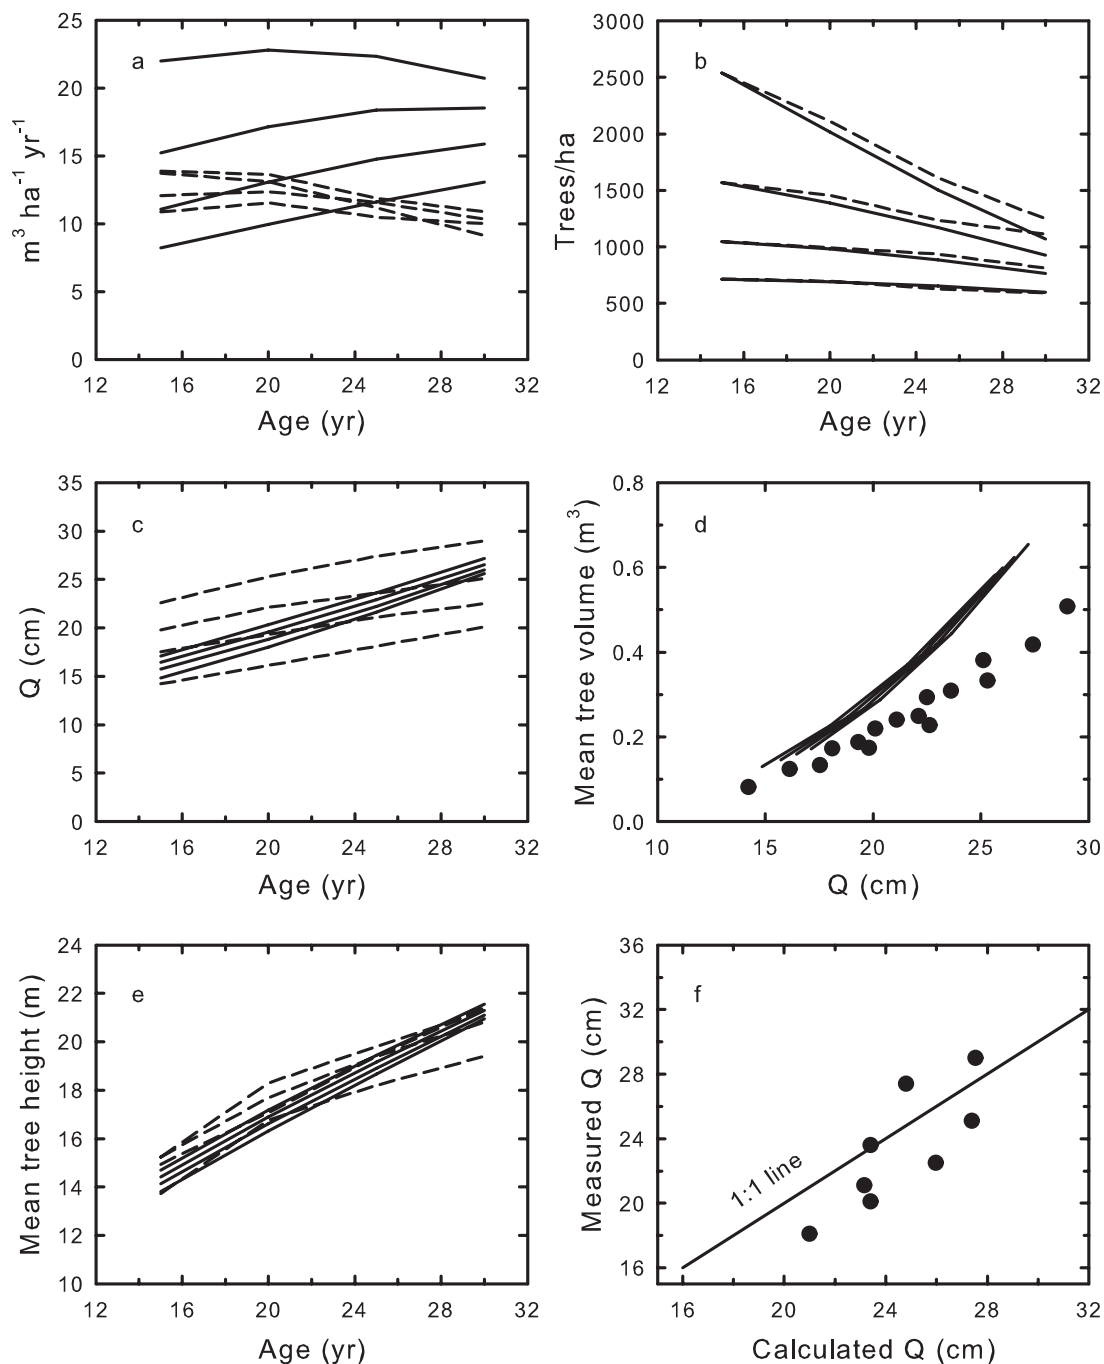 a
m³ ha⁻¹ yr⁻¹
25
20
15
10
5
0
12 16 20 24 28 32
Age (yr)
b
Trees/ha
3000
2500
2000
1500
1000
500
0
12 16 20 24 28 32
Age (yr)
c
Q (cm)
35
30
25
20
15
10
5
0
12 16 20 24 28 32
Age (yr)
d
Mean tree volume (m³)
0.8
0.6
0.4
0.2
0.0
10 15 20 25 30
Q (cm)
e
Mean tree height (m)
24
22
20
18
16
14
12
10
12 16 20 24 28 32
Age (yr)
f
Measured Q (cm)
36
32
28
24
20
16
1:1 line
16 20 24 28 32
Calculated Q (cm)